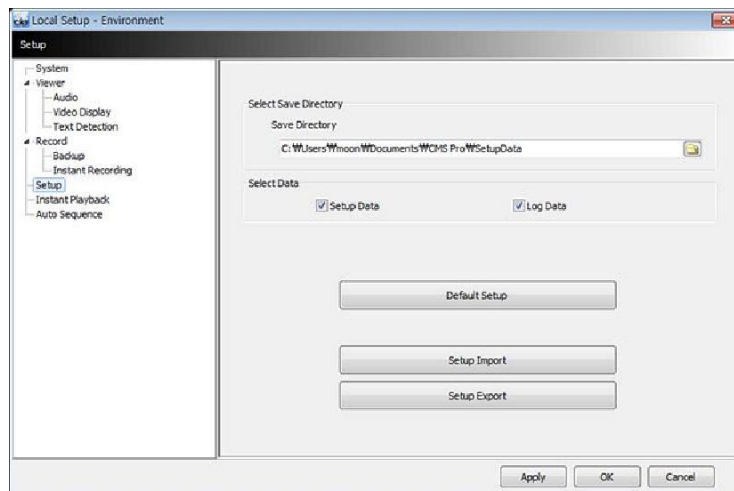 Local Setup - Environment
Setup
System
Viewer
Audio
Video Display
Text Detection
Record
Backup
Instant Recording
Setup
Instant Playback
Auto Sequence
Select Save Directory
Save Directory
C:₩Users₩moon₩Documents₩CMS Pro₩SetupData
Select Data
Setup Data
Log Data
Default Setup
Setup Import
Setup Export
Apply
OK
Cancel